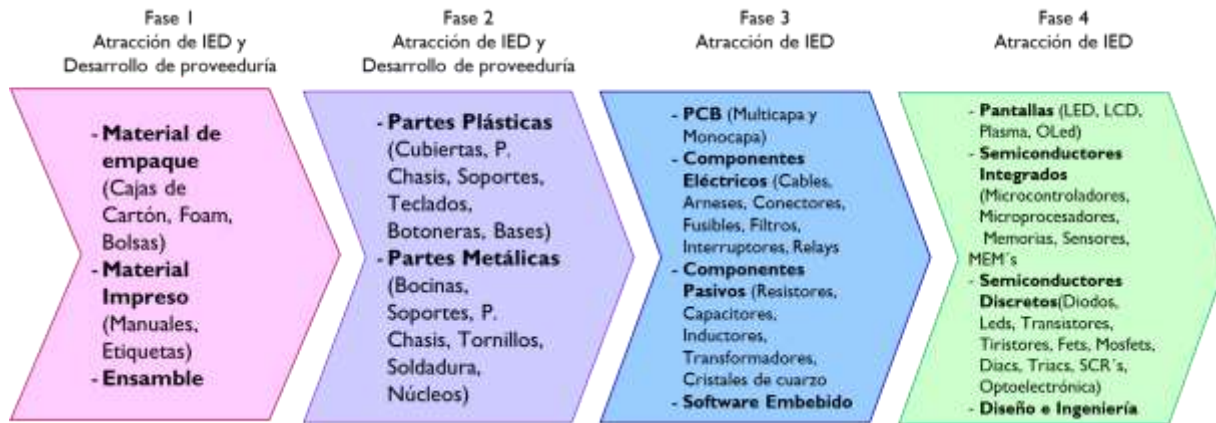 Fase 1
Atracción de IED y
Desarrollo de proveeduría
- Material de
empaque
(Cajas de
Cartón, Foam,
Bolsas)
- Material
Impreso
(Manuales,
Etiquetas)
- Ensamble
Fase 2
Atracción de IED y
Desarrollo de proveeduría
- Partes Plásticas
(Cubiertas, P.
Chasis, Soportes,
Teclados,
Botoneras, Bases)
- Partes Metálicas
(Bocinas,
Soportes, P.
Chasis, Tornillos,
Soldadura,
Núcleos)
Fase 3
Atracción de IED
- PCB (Multicapa y
Monocapa)
- Componentes
Eléctricos (Cables,
Arneses, Conectores,
Fusibles, Filtros,
Interruptores, Relays
- Componentes
Pasivos (Resistores,
Capacitores,
Inductores,
Transformadores,
Cristales de cuarzo
- Software Embebido
Fase 4
Atracción de IED
- Pantallas (LED, LCD,
Plasma, OLed)
- Semiconductores
Integrados
(Microcontroladores,
Microprocesadores,
Memorias, Sensores,
MEM´s
- Semiconductores
Discretos(Diodos,
Leds, Transistores,
Tiristores, Fets, Mosfets,
Diacs, Triacs, SCR´s,
Optoelectrónica)
- Diseño e Ingeniería